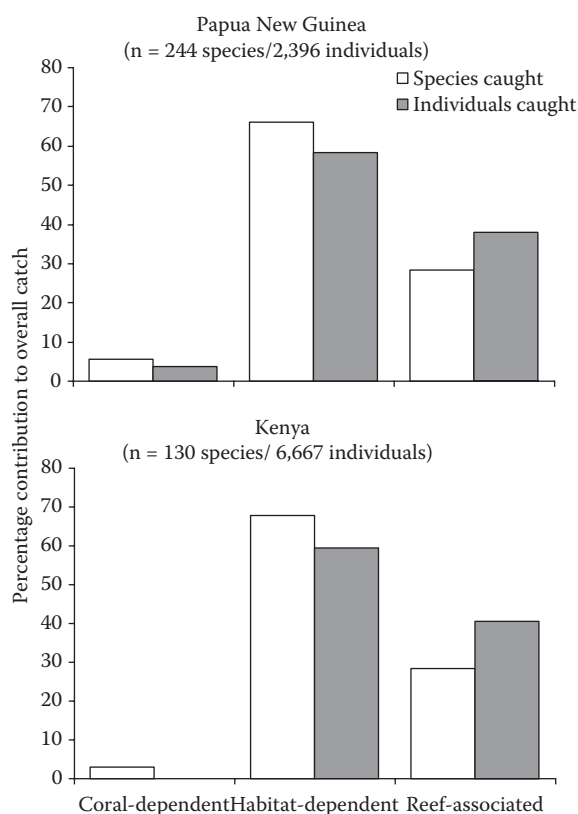 Papua New Guinea
(n = 244 species/2,396 individuals)
80
70
60
50
40
30
20
10
0
Species caught
Individuals caught
Percentage contribution to overall catch
Kenya
(n = 130 species/ 6,667 individuals)
80
70
60
50
40
30
20
10
0
Coral-dependent Habitat-dependent Reef-associated